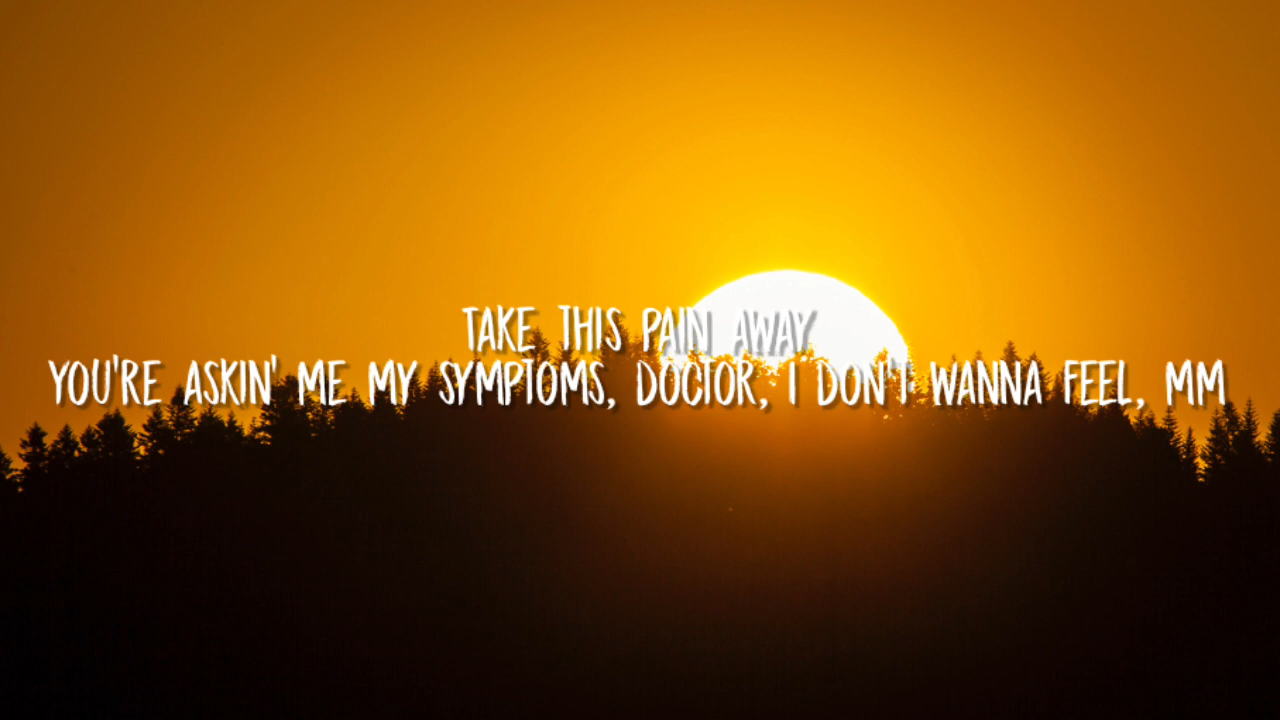 TAKE THIS PAIN AWAY
YOU'RE ASKIN' ME MY SYMPTOMS, DOCTOR, I DON'T WANNA FEEL, MM